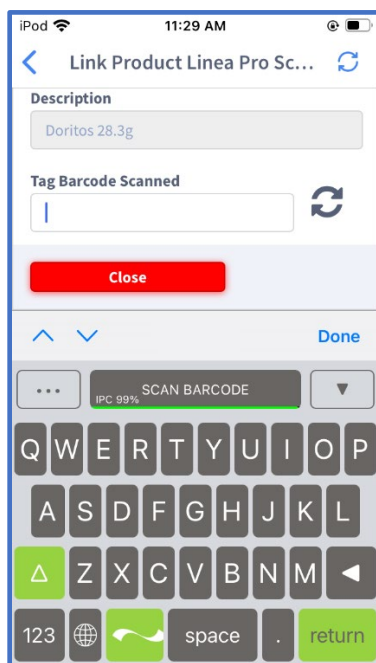 iPod 11:29 AM
Link Product Linea Pro Sc...
Description
Doritos 28.3g
Tag Barcode Scanned
Close
Done
... SCAN BARCODE
IPC 99%
Q W E R T Y U I O P
A S D F G H J K L
Z X C V B N M
123 space . return